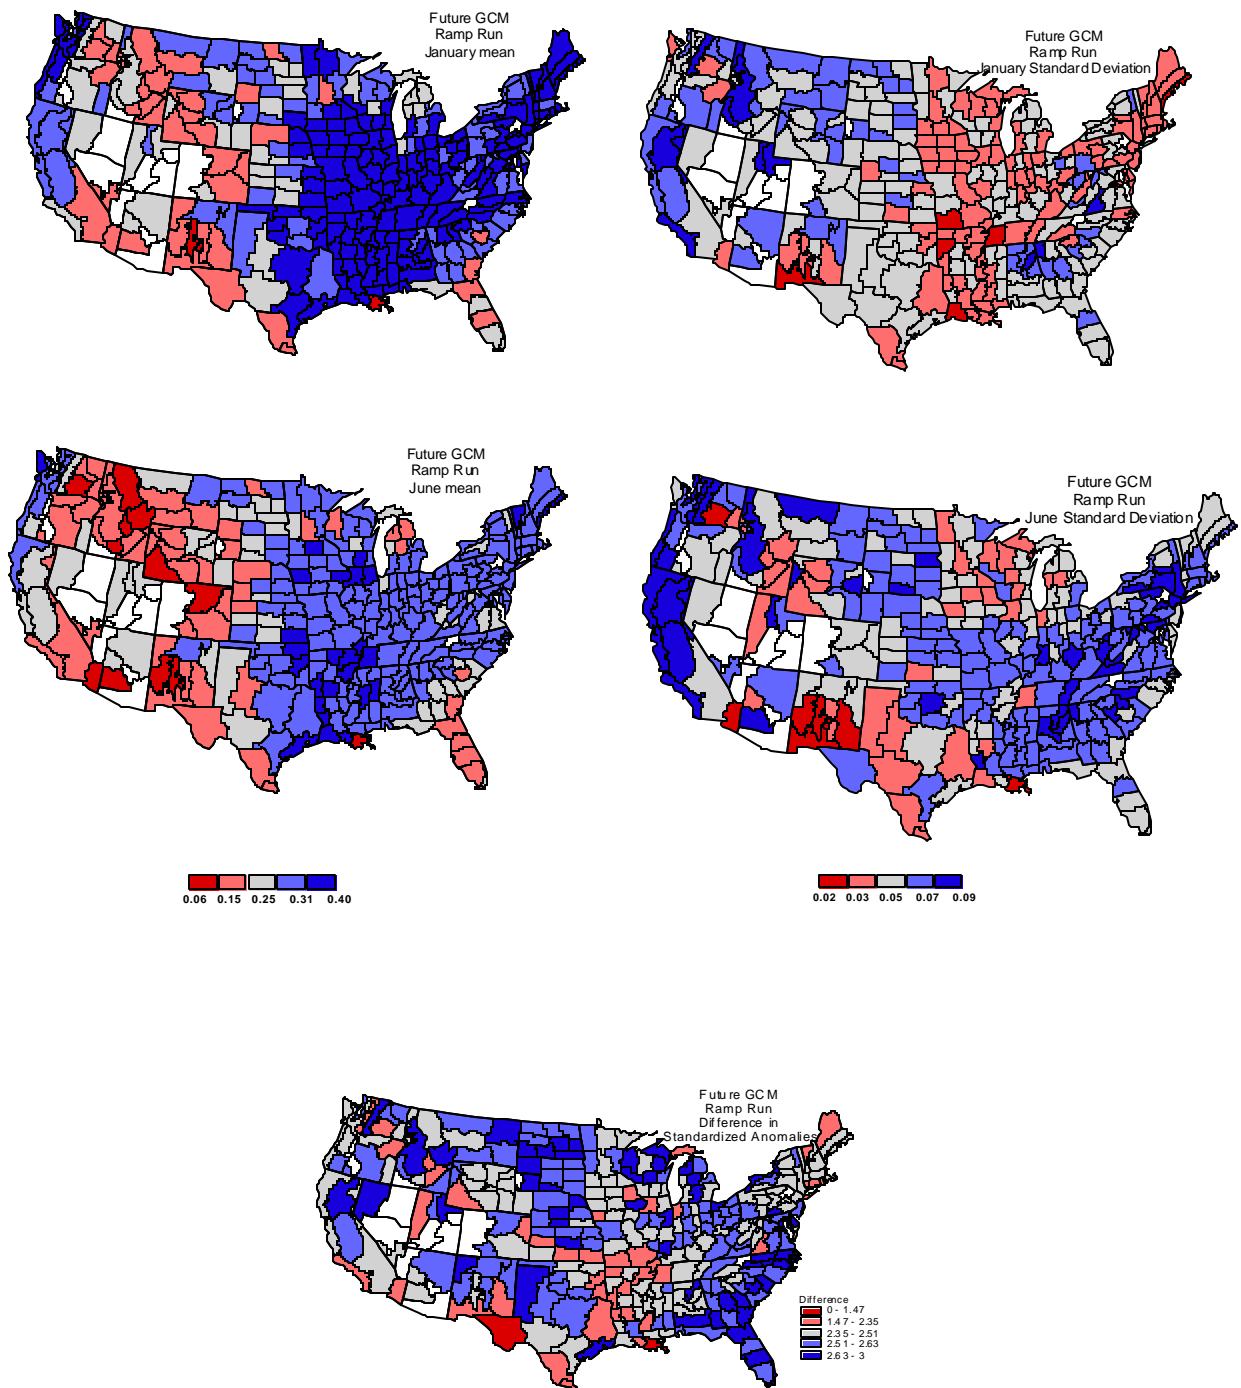 Future GCM
Ramp Run
January mean
Future GCM
Ramp Run
January Standard Deviation
Future GCM
Ramp Run
June mean
Future GCM
Ramp Run
June Standard Deviation
0.06 0.15 0.25 0.31 0.40
0.02 0.03 0.05 0.07 0.09
Future GCM
Ramp Run
Difference in
Standardized Anomalies
Difference
0 - 1.47
1.47 - 2.35
2.35 - 2.51
2.51 - 2.63
2.63 - 3